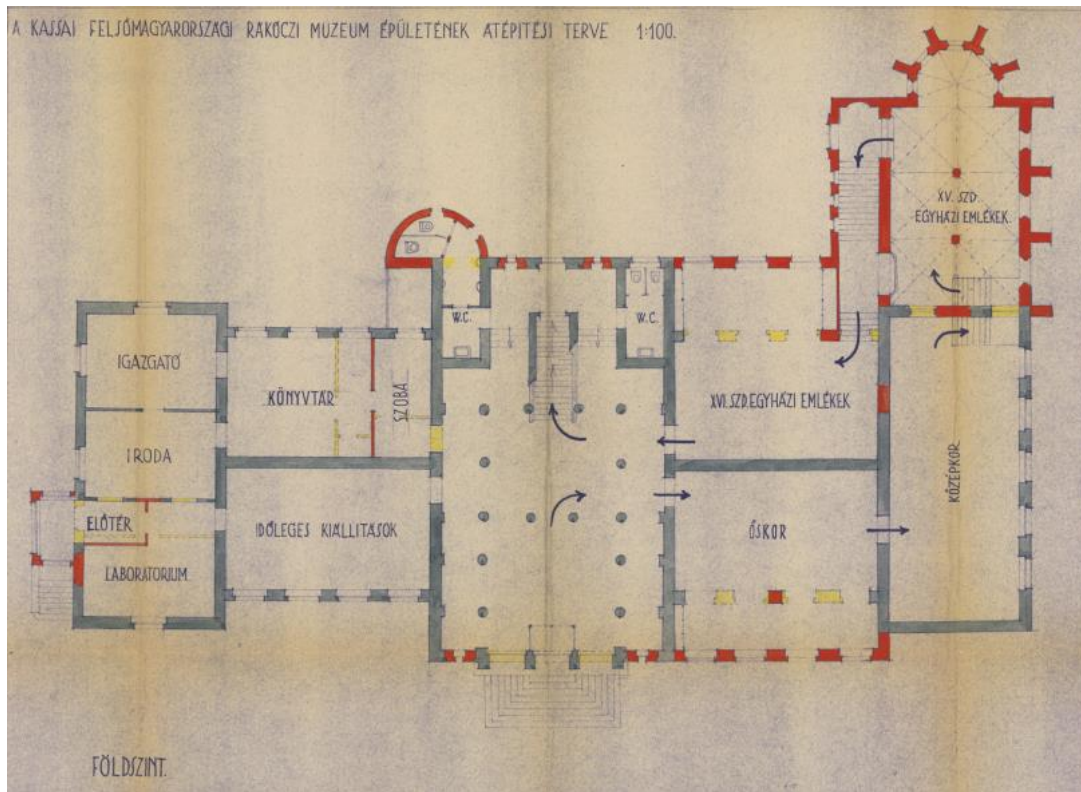 A KASSAI FELSŐMAGYARORSZÁGI RÁKÓCZI MUZEUM ÉPÜLETÉNEK ÁTÉPITÉSI TERVE 1:100.
XV. SZD.
EGYHÁZI EMLÉKEK.
W.C.
W.C.
IGAZGATÓ
KÖNYVTÁR
SZOBA
XVI. SZD. EGYHÁZI EMLÉKEK
IRODA
KÖZÉPKOR
ELŐTÉR
IDŐLEGES KIÁLLITÁSOK
ŐSKOR
LABORATORIUM
FÖLDSZINT.